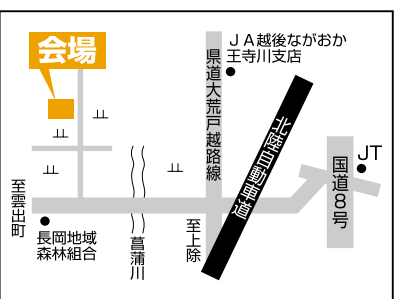 会場
JA越後ながおか
王寺川支店
県道大荒戸越路線
北陸自動車道
JT
国道8号
至雲出町
長岡地域
森林組合
菖蒲川
至上除